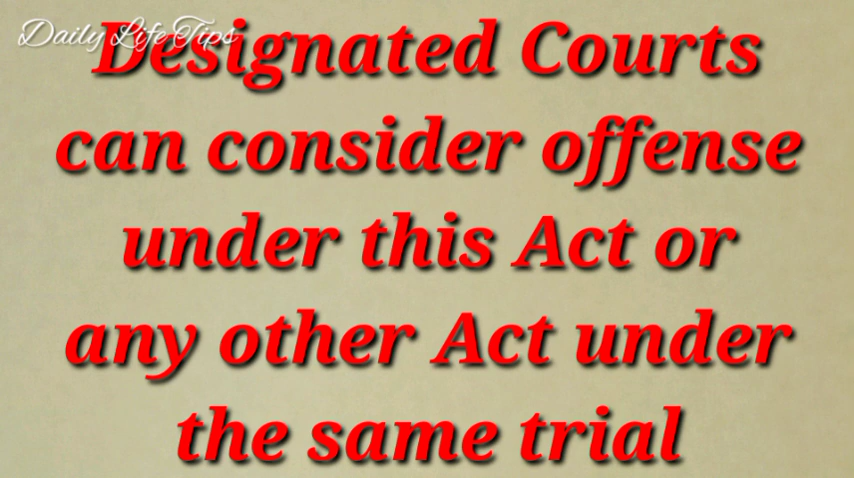 Daily Life Tips
Designated Courts
can consider offense
under this Act or
any other Act under
the same trial